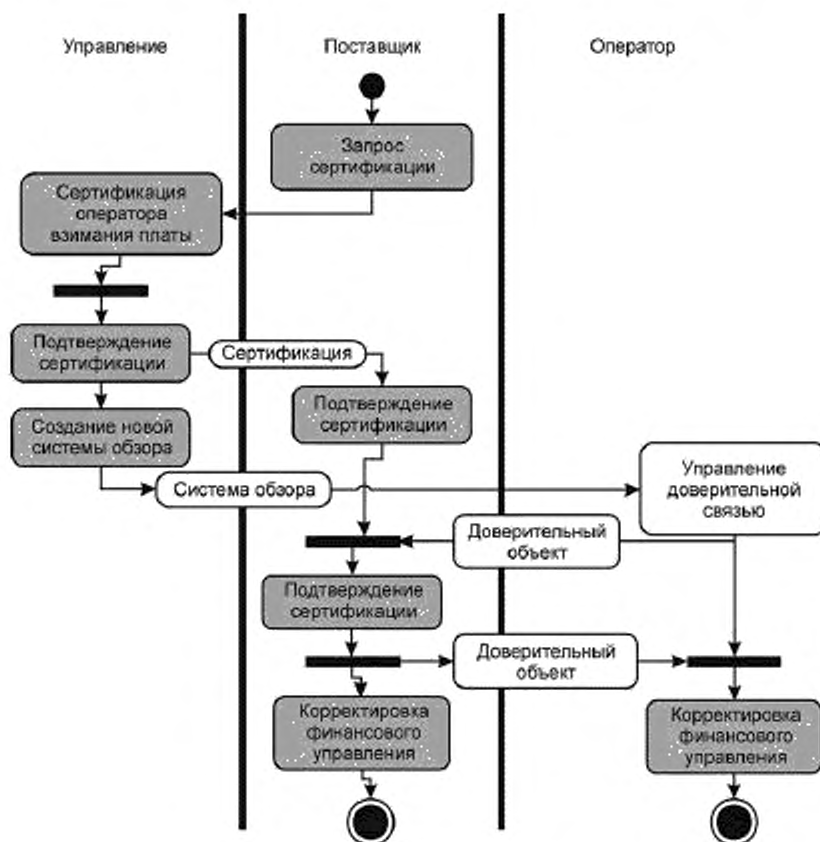 Управление
Поставщик
Оператор
Запрос
сертификации
Сертификация
оператора
взимания платы
Подтверждение
сертификации
Сертификация
Подтверждение
сертификации
Создание новой
системы обзора
Система обзора
Управление
доверительной
связью
Доверительный
объект
Подтверждение
сертификации
Доверительный
объект
Корректировка
финансового
управления
Корректировка
финансового
управления